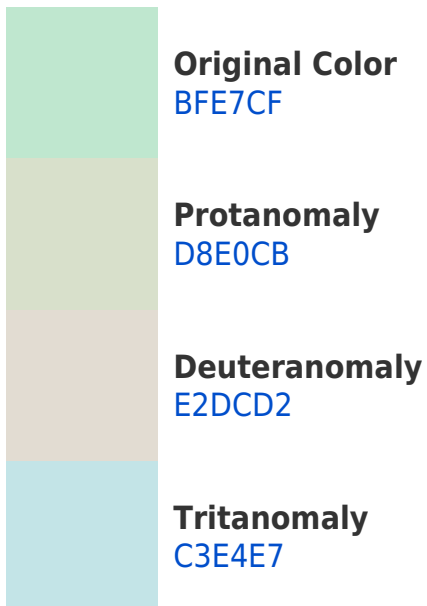 Original Color
BFE7CF
Protanomaly
D8E0CB
Deuteranomaly
E2DCD2
Tritanomaly
C3E4E7